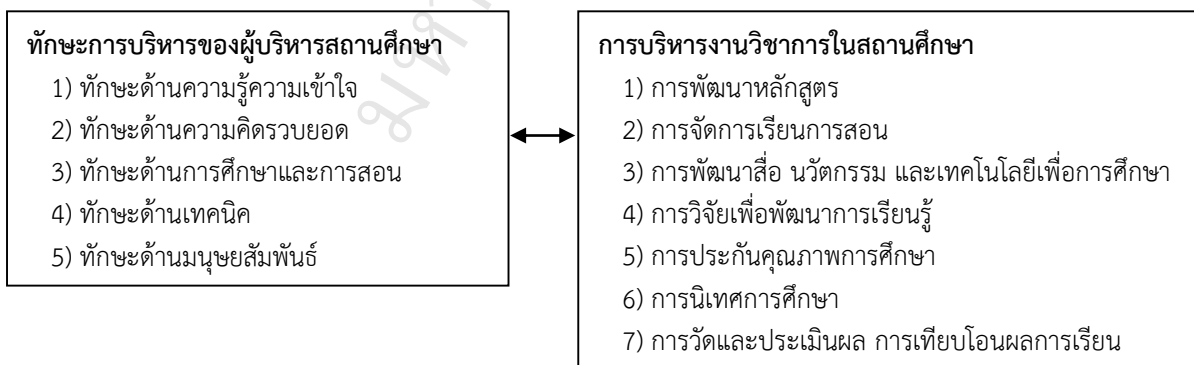 ทักษะการบริหารของผู้บริหารสถานศึกษา
1) ทักษะด้านความรู้ความเข้าใจ
2) ทักษะด้านความคิดรวบยอด
3) ทักษะด้านการศึกษาและการสอน
4) ทักษะด้านเทคนิค
5) ทักษะด้านมนุษยสัมพันธ์
การบริหารงานวิชาการในสถานศึกษา
1) การพัฒนาหลักสูตร
2) การจัดการเรียนการสอน
3) การพัฒนาสื่อ นวัตกรรม และเทคโนโลยีเพื่อการศึกษา
4) การวิจัยเพื่อพัฒนาการเรียนรู้
5) การประกันคุณภาพการศึกษา
6) การนิเทศการศึกษา
7) การวัดและประเมินผล การเทียบโอนผลการเรียน